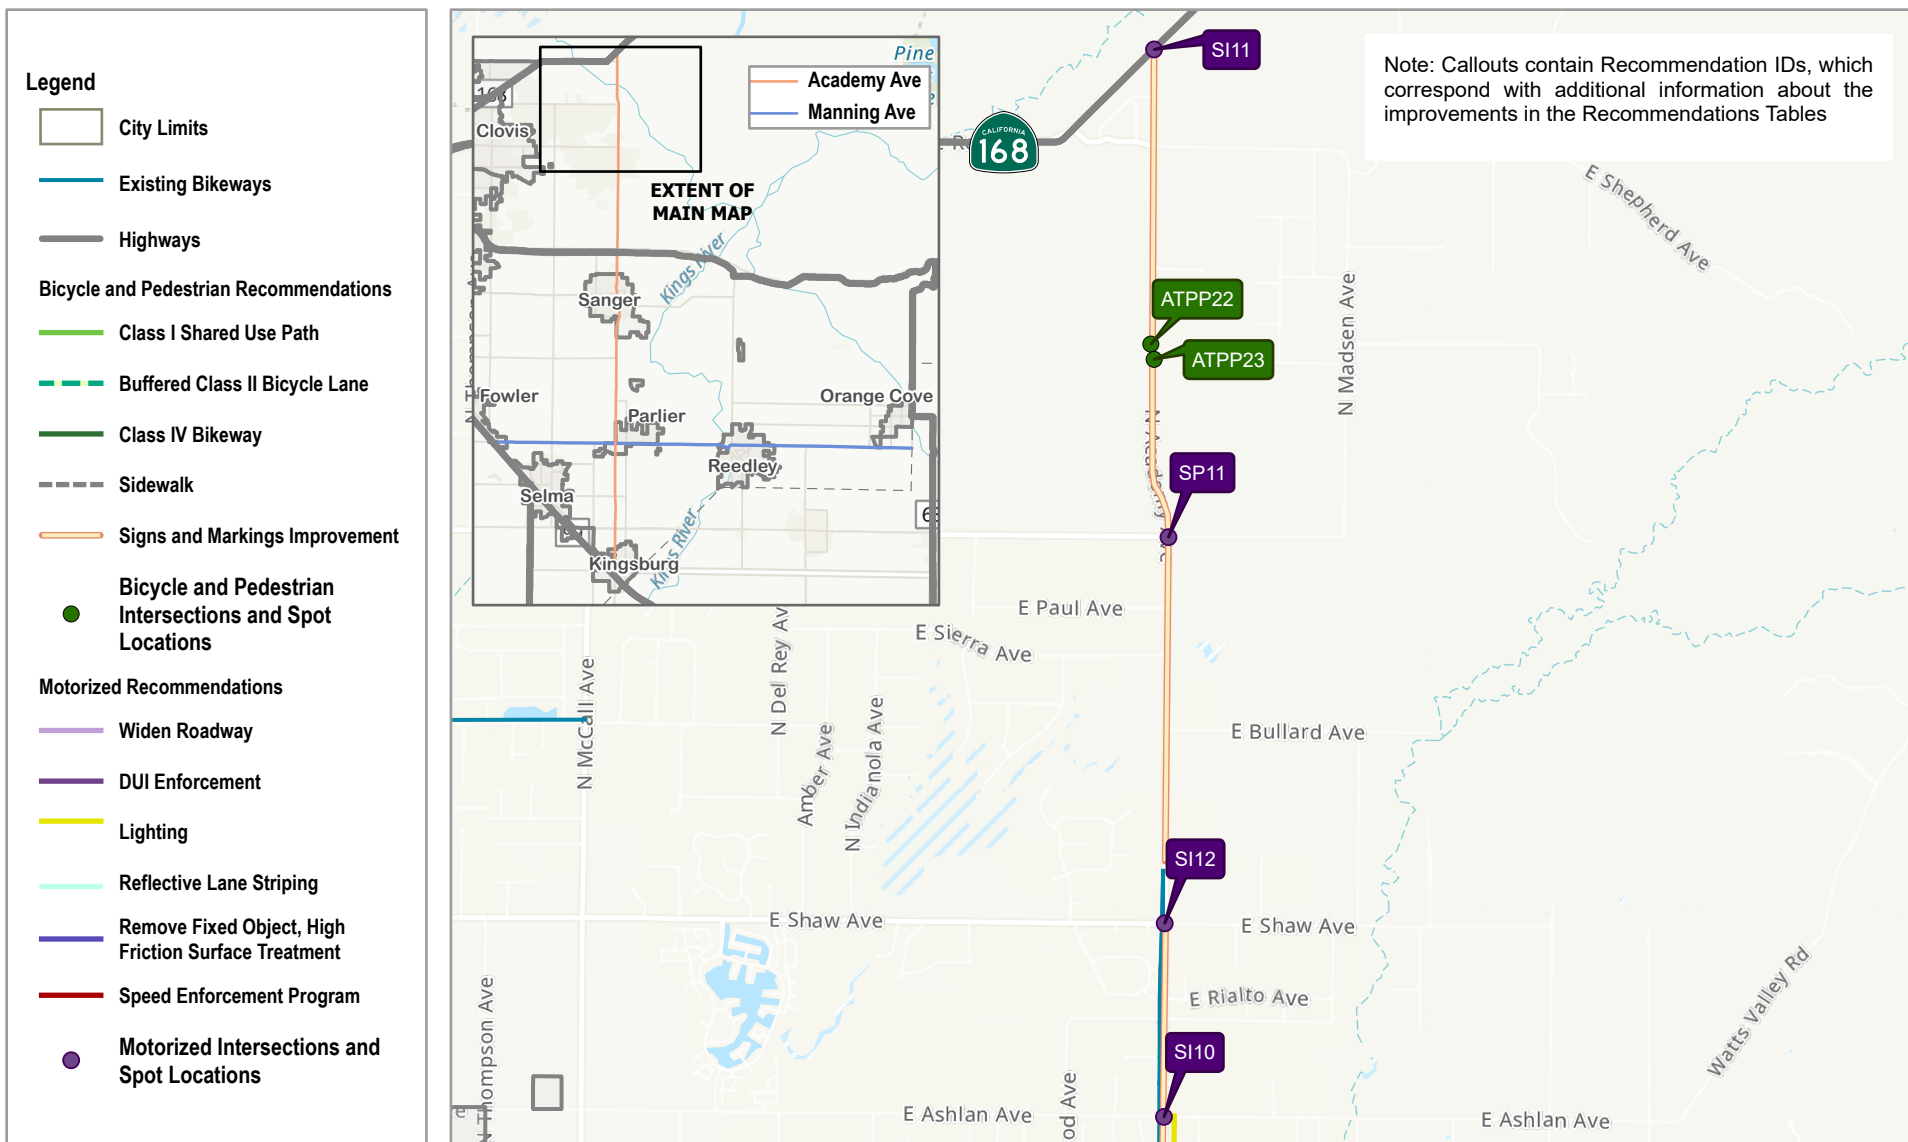 Legend
City Limits
Existing Bikeways
Highways
Bicycle and Pedestrian Recommendations
Class I Shared Use Path
Buffered Class II Bicycle Lane
Class IV Bikeway
Sidewalk
Signs and Markings Improvement
Bicycle and Pedestrian
Intersections and Spot
Locations
Motorized Recommendations
Widen Roadway
DUI Enforcement
Lighting
Reflective Lane Striping
Remove Fixed Object, High
Friction Surface Treatment
Speed Enforcement Program
Motorized Intersections and
Spot Locations
Pine
Academy Ave
Manning Ave
168
Clovis
EXTENT OF
MAIN MAP
Kings River
Sanger
Fowler
Parlier
Orange Cove
Reedley
Selma
Kingsburg
Kings River
CALIFORNIA
168
Note: Callouts contain Recommendation IDs, which
correspond with additional information about the
improvements in the Recommendations Tables
SI11
E Shepherd Ave
ATPP22
ATPP23
N Madsen Ave
SP11
E Paul Ave
E Sierra Ave
N Del Rey Av
N McCall Ave
Amber Ave
N Indianola Ave
E Bullard Ave
SI12
E Shaw Ave
E Shaw Ave
E Rialto Ave
Watts Valley Rd
SI10
N Thompson Ave
od Ave
E Ashlan Ave
E Ashlan Ave